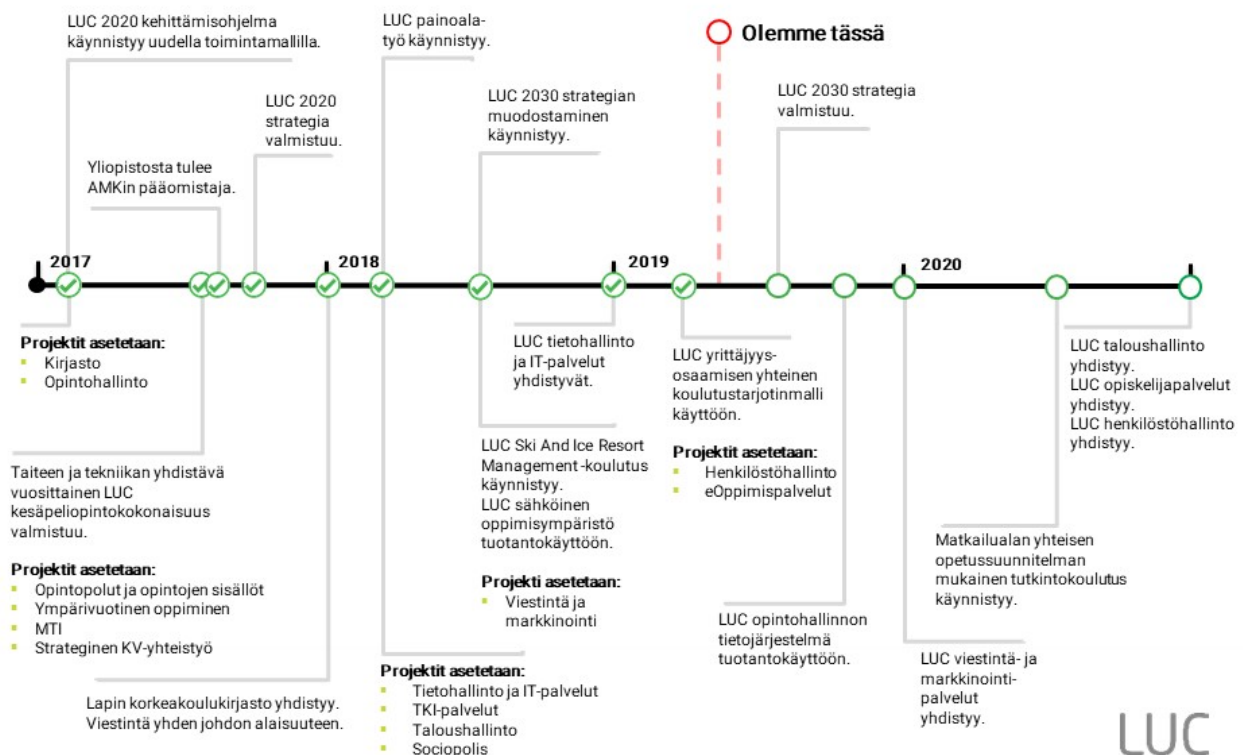 LUC 2020 kehittämisohjelma
käynnistyy uudella toimintamallilla.
LUC painoala-
työ käynnistyy.
Olemme tässä
LUC 2020
strategia
valmistuu.
LUC 2030 strategian
muodostaminen
käynnistyy.
LUC 2030 strategia
valmistuu.
Yliopistosta tulee
AMKin pääomistaja.
2017
2018
2019
2020
Projektit asetetaan:
Kirjasto
Opintohallinto
LUC tietohallinto
ja IT-palvelut
yhdistyvät.
LUC yrittäjyys-
osaamisen yhteinen
koulutustarjotinmalli
käyttöön.
Projektit asetetaan:
Henkilöstöhallinto
eOppimispalvelut
LUC taloushallinto
yhdistyy.
LUC opiskelijapalvelut
yhdistyy.
LUC henkilöstöhallinto
yhdistyy.
Taiteen ja tekniikan yhdistävä
vuosittainen LUC
kesäpeliopintokokonaisuus
valmistuu.
Projektit asetetaan:
Opintopolut ja opintojen sisällöt
Ympärivuotinen oppiminen
MTI
Strateginen KV-yhteistyö
LUC Ski And Ice Resort
Management -koulutus
käynnistyy.
LUC sähköinen
oppimisympäristö
tuotantokäyttöön.
Projekti asetetaan:
Viestintä ja
markkinointi
Matkailualan yhteisen
opetussuunnitelman
mukainen tutkintokoulutus
käynnistyy.
LUC opintohallinnon
tietojärjestelmä
tuotantokäyttöön.
LUC viestintä- ja
markkinointi-
palvelut
yhdistyy.
Lapin korkeakoulukirjasto yhdistyy.
Viestintä yhden johdon alaisuuteen.
Projektit asetetaan:
Tietohallinto ja IT-palvelut
TKI-palvelut
Taloushallinto
Sociopolis
LUC